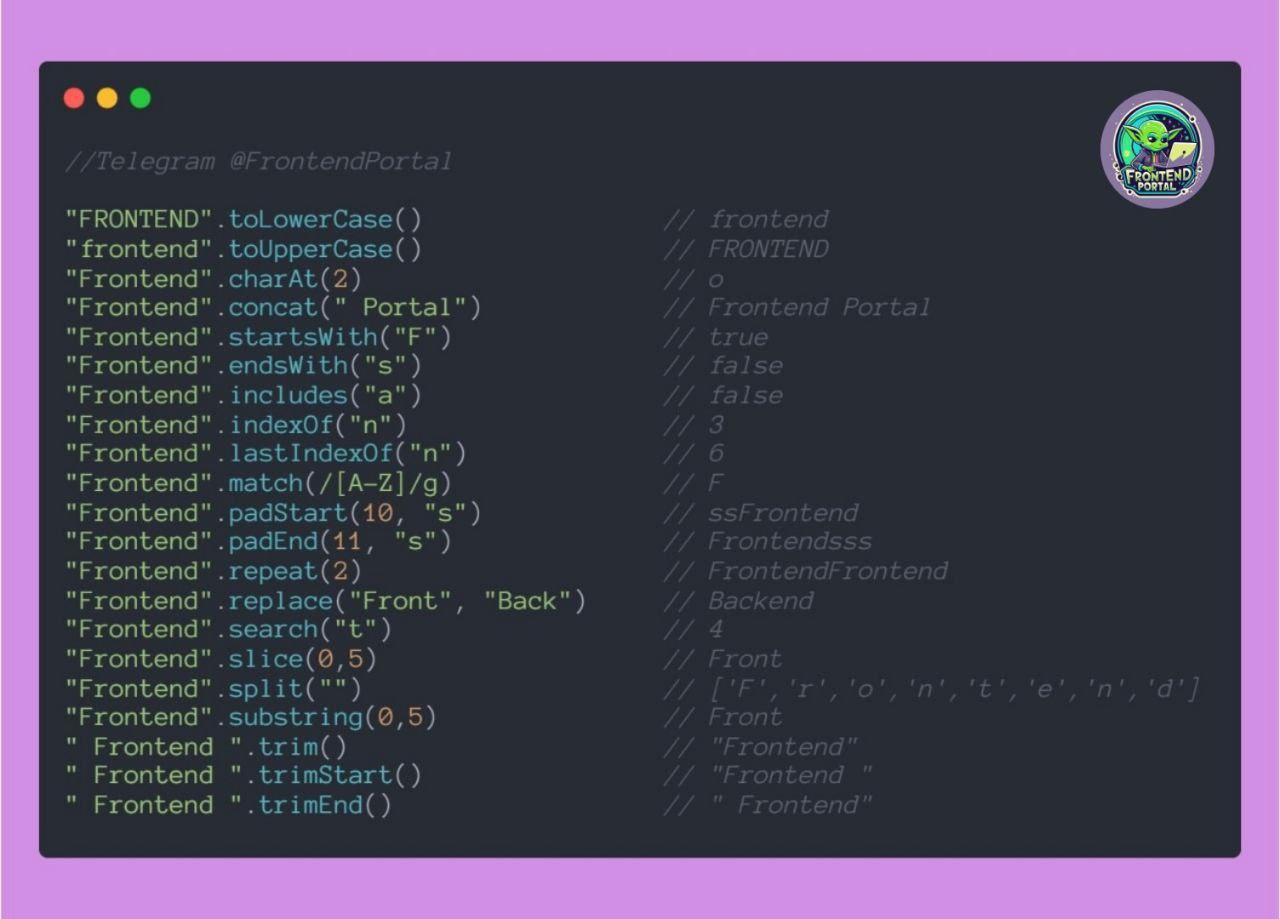 //Telegram @FrontendPortal
FRONTEND
PORTAL
"FRONTEND".toLowerCase() // frontend
"frontend".toUpperCase() // FRONTEND
"Frontend".charAt(2) // o
"Frontend".concat(" Portal") // Frontend Portal
"Frontend".startsWith("F") // true
"Frontend".endsWith("s") // false
"Frontend".includes("a") // false
"Frontend".indexOf("n") // 3
"Frontend".lastIndexOf("n") // 6
"Frontend".match(/[A-Z]/g) // F
"Frontend".padStart(10, "s") // ssFrontend
"Frontend".padEnd(11, "s") // Frontendsss
"Frontend".repeat(2) // FrontendFrontend
"Frontend".replace("Front", "Back") // Backend
"Frontend".search("t") // 4
"Frontend".slice(0,5) // Front
"Frontend".split("") // ['F','r','o','n','t','e','n','d']
"Frontend".substring(0,5) // Front
" Frontend ".trim() // "Frontend"
" Frontend ".trimStart() // "Frontend "
" Frontend ".trimEnd() // " Frontend"